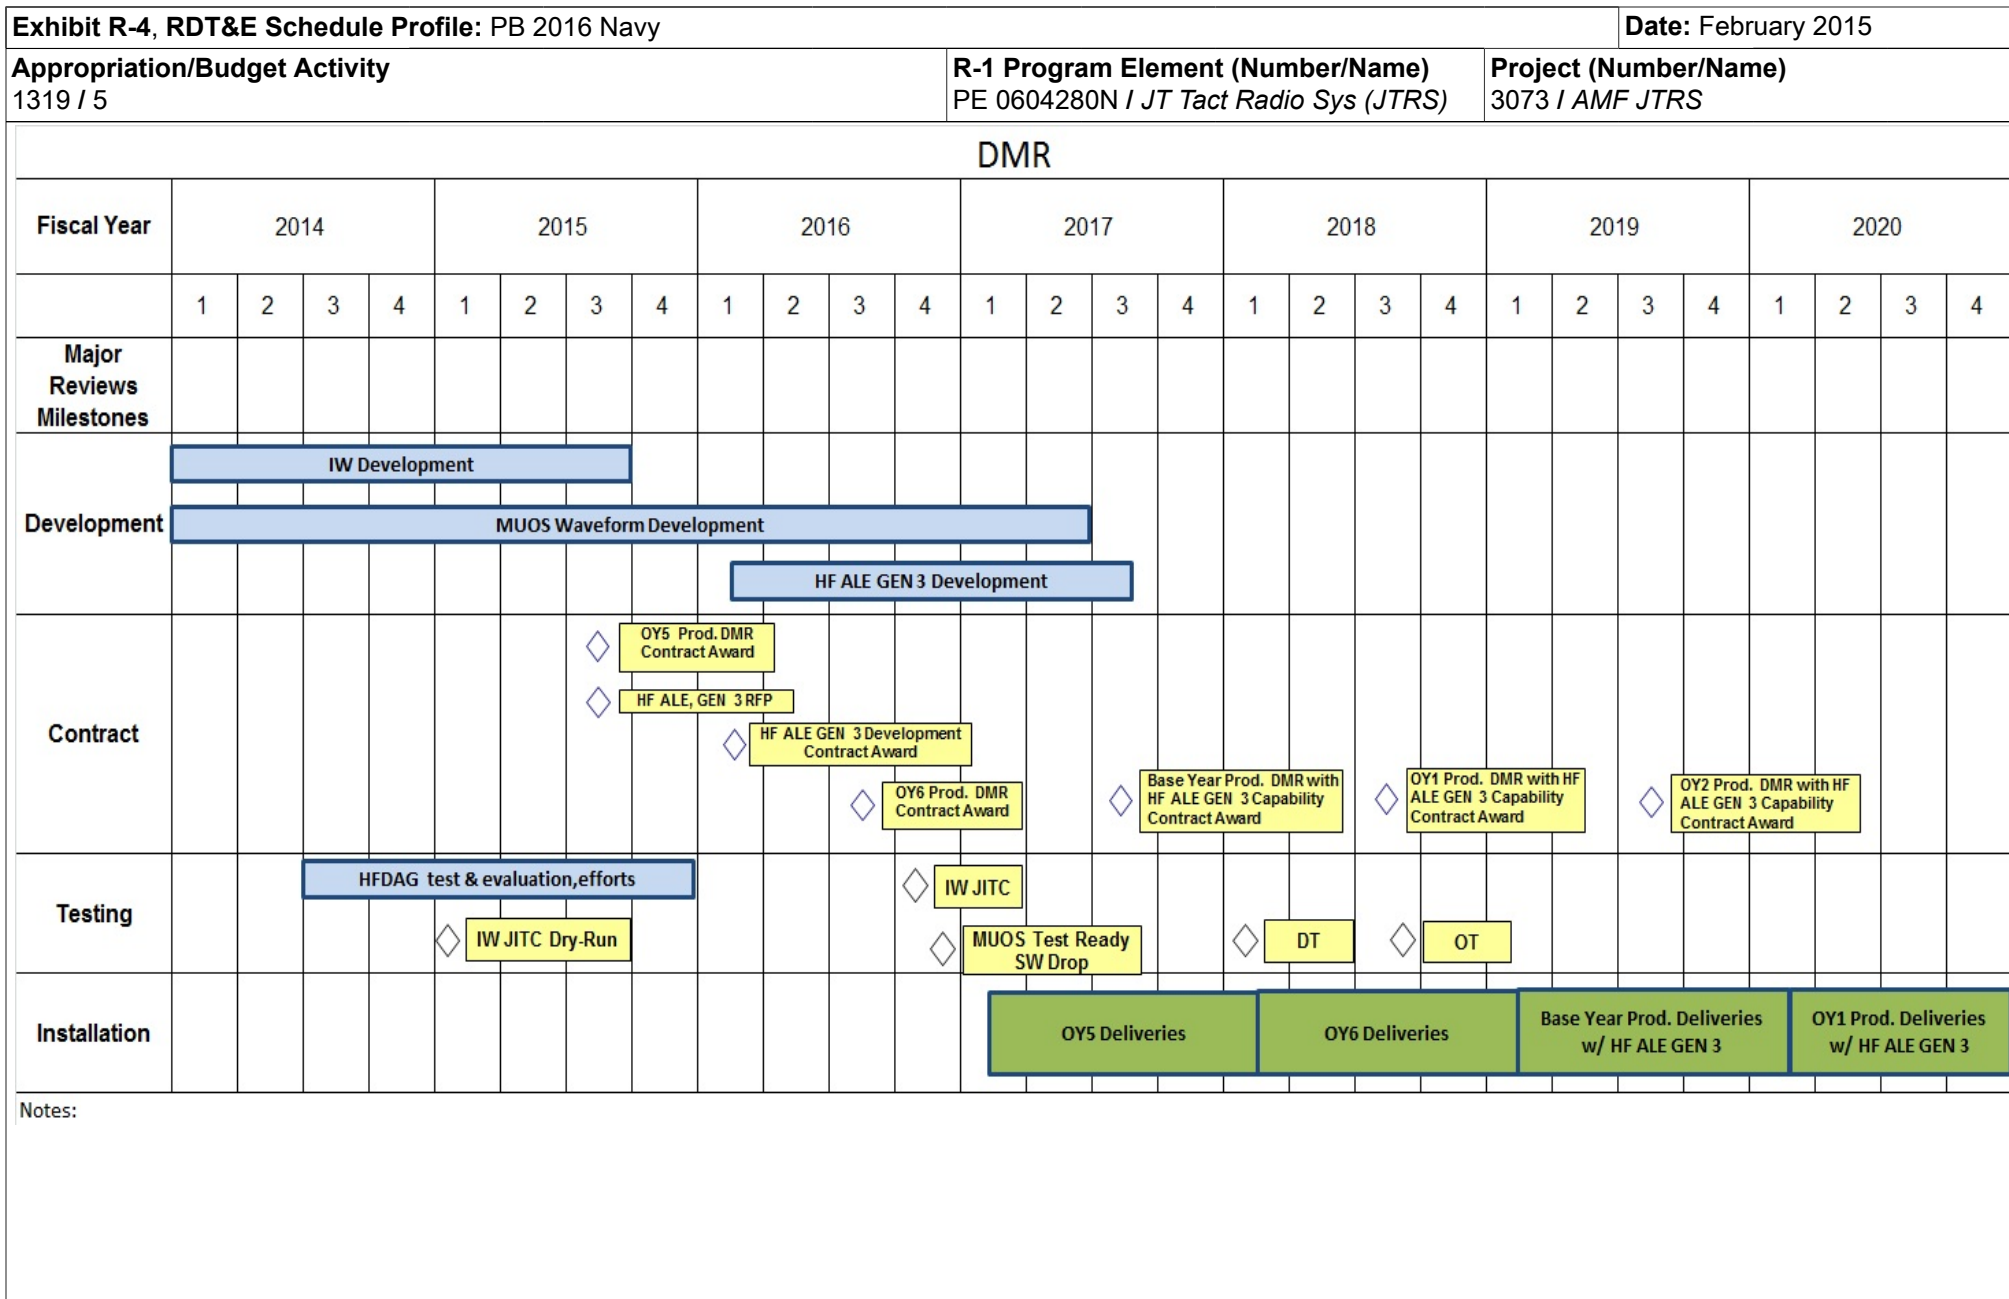 Exhibit R-4, RDT&E Schedule Profile: PB 2016 Navy
Date: February 2015
Appropriation/Budget Activity
1319 / 5
R-1 Program Element (Number/Name)
PE 0604280N / JT Tact Radio Sys (JTRS)
Project (Number/Name)
3073 / AMF JTRS
DMR
Fiscal Year 2014 2015 2016 2017 2018 2019 2020
1 2 3 4 1 2 3 4 1 2 3 4 1 2 3 4 1 2 3 4 1 2 3 4 1 2 3 4
Major
Reviews
Milestones
Development
IW Development
MUOS Waveform Development
HF ALE GEN 3 Development
Contract
OY5 Prod. DMR
Contract Award
HF ALE, GEN 3 RFP
HF ALE GEN 3 Development
Contract Award
OY6 Prod. DMR
Contract Award
Base Year Prod. DMR with
HF ALE GEN 3 Capability
Contract Award
OY1 Prod. DMR with HF
ALE GEN 3 Capability
Contract Award
OY2 Prod. DMR with HF
ALE GEN 3 Capability
Contract Award
Testing
HFDAG test & evaluation,efforts
IW JITC
IW JITC Dry-Run
MUOS Test Ready
SW Drop
DT
OT
Installation
OY5 Deliveries
OY6 Deliveries
Base Year Prod. Deliveries
w/ HF ALE GEN 3
OY1 Prod. Deliveries
w/ HF ALE GEN 3
Notes: